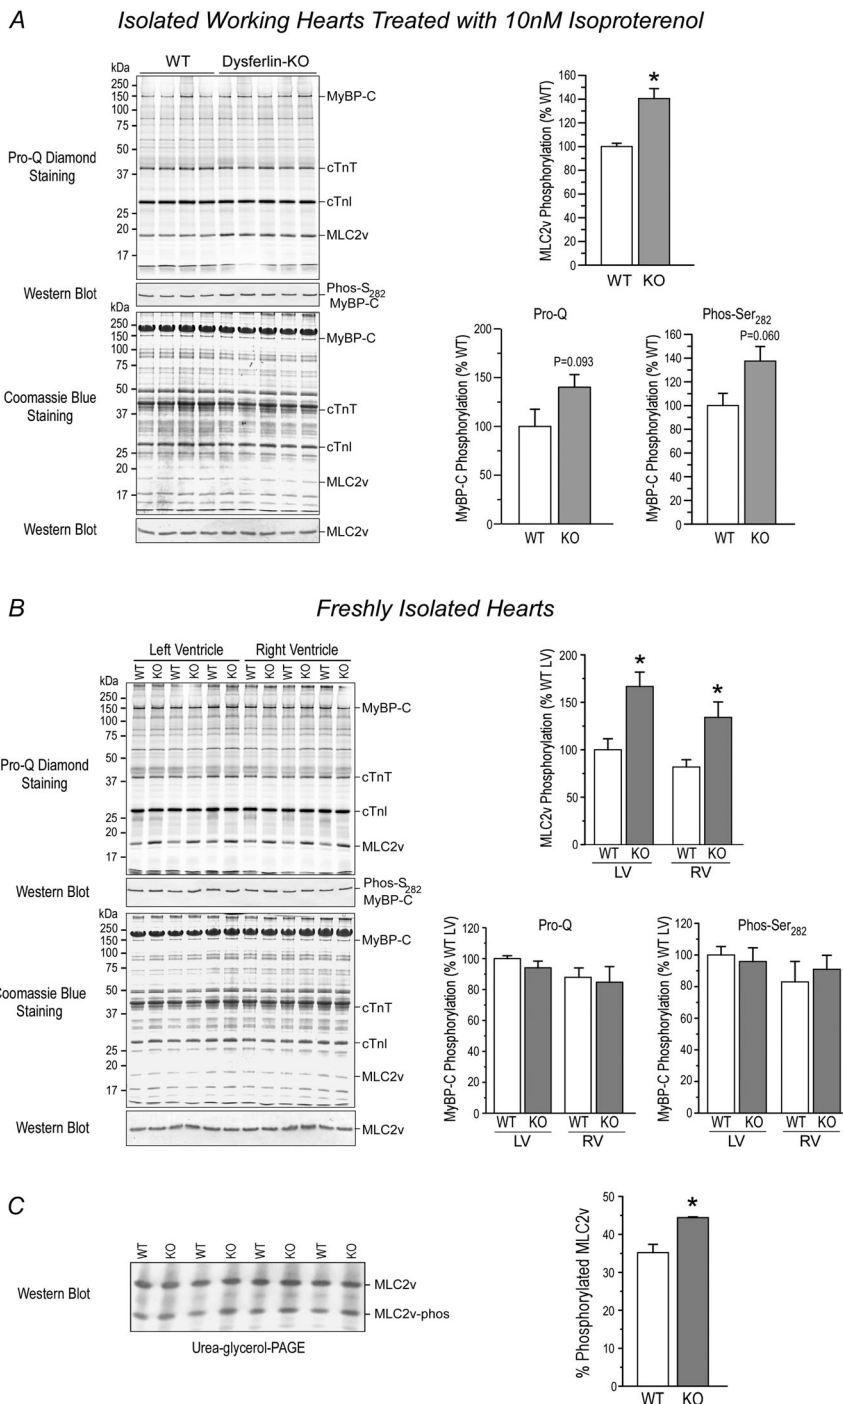 A
Isolated Working Hearts Treated with 10nM Isoproterenol
WT Dysferlin-KO
kDa
250
150
100
75
50
37
25
20
17
Pro-Q Diamond
Staining
MyBP-C
cTnT
cTnI
MLC2v
Western Blot
Phos-S282
MyBP-C
kDa
250
150
100
75
50
37
25
20
17
Coomassie Blue
Staining
MyBP-C
cTnT
cTnI
MLC2v
Western Blot
MLC2v
MLC2v Phosphorylation (% WT)
160
140
120
100
80
60
40
20
0
*
WT KO
Pro-Q
MyBP-C Phosphorylation (% WT)
200
150
100
50
0
P=0.093
WT KO
Phos-Ser282
MyBP-C Phosphorylation (% WT)
160
140
120
100
80
60
40
20
0
P=0.060
WT KO
B
Freshly Isolated Hearts
Left Ventricle Right Ventricle
WT KO WT KO WT KO WT KO WT KO WT KO
kDa
250
150
100
75
50
37
25
20
17
Pro-Q Diamond
Staining
MyBP-C
cTnT
cTnI
MLC2v
Western Blot
Phos-S282
MyBP-C
kDa
250
150
100
75
50
37
25
20
17
Coomassie Blue
Staining
MyBP-C
cTnT
cTnI
MLC2v
Western Blot
MLC2v
MLC2v Phosphorylation (% WT LV)
200
150
100
50
0
* *
WT KO WT KO
LV RV
Pro-Q
MyBP-C Phosphorylation (% WT LV)
120
100
80
60
40
20
0
WT KO WT KO
LV RV
Phos-Ser282
MyBP-C Phosphorylation (% WT LV)
120
100
80
60
40
20
0
WT KO WT KO
LV RV
C
WT KO WT KO WT KO WT KO
Western Blot
MLC2v
MLC2v-phos
Urea-glycerol-PAGE
% Phosphorylated MLC2v
50
40
30
20
10
0
*
WT KO